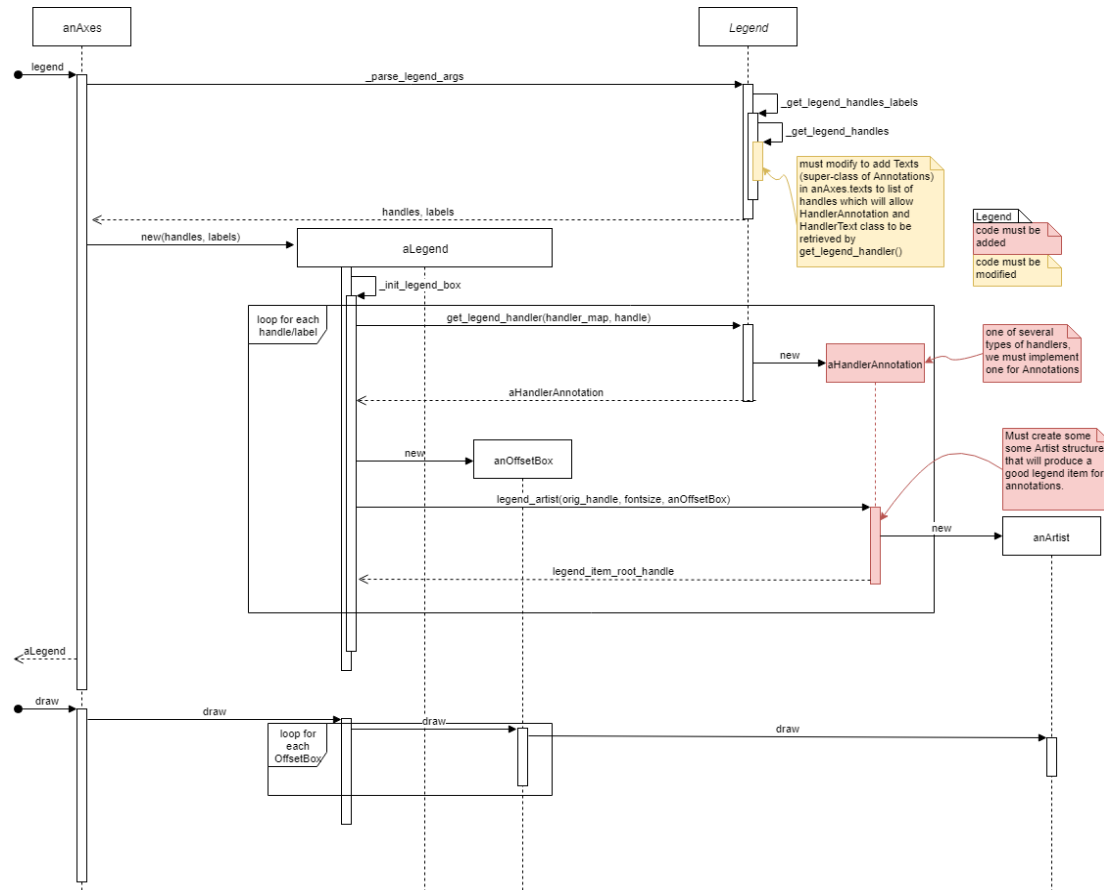 anAxes
Legend
legend
_parse_legend_args
_get_legend_handles_labels
_get_legend_handles
must modify to add Texts
(super-class of Annotations)
in anAxes.texts to list of
handles which will allow
HandlerAnnotation and
HandlerText class to be
retrieved by
get_legend_handler()
handles, labels
Legend
code must be
added
code must be
modified
new(handles, labels)
aLegend
_init_legend_box
loop for each
handle/label
get_legend_handler(handler_map, handle)
one of several
types of handlers,
we must implement
one for Annotations
new
aHandlerAnnotation
aHandlerAnnotation
Must create some
some Artist structure
that will produce a
good legend item for
annotations.
new
anOffsetBox
legend_artist(orig_handle, fontsize, anOffsetBox)
new
anArtist
legend_item_root_handle
aLegend
draw
draw
loop for
each
OffsetBox
draw
draw